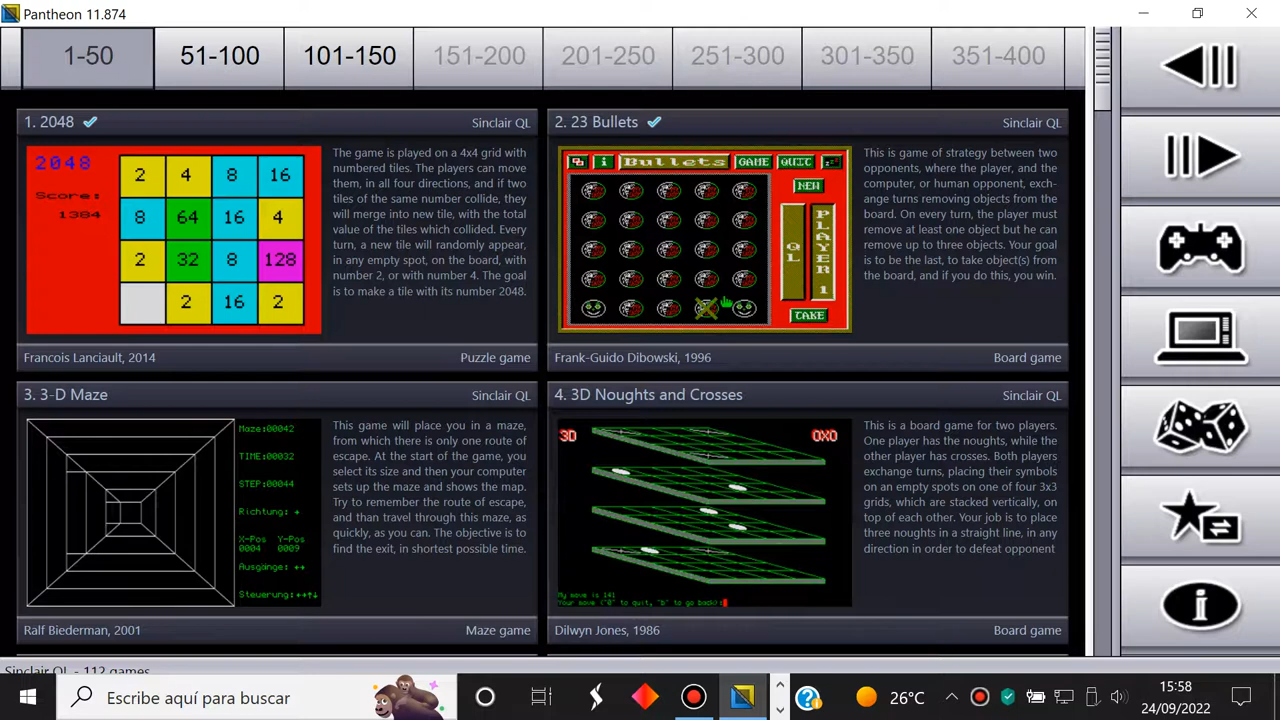 Pantheon 11.874
1-50 51-100 101-150 151-200 201-250 251-300 301-350 351-400
1. 2048 Sinclair QL
2048
Score:
1384
2 4 8 16
8 64 16 4
2 32 8 128
2 16 2
The game is played on a 4x4 grid with
numbered tiles. The players can move
them, in all four directions, and if two
tiles of the same number collide, they
will merge into new tile, with the total
value of the tiles which collided. Every
turn, a new tile will randomly appear,
in any empty spot, on the board, with
number 2, or with number 4. The goal
is to make a tile with its number 2048.
Francois Lanciault, 2014 Puzzle game
2. 23 Bullets Sinclair QL
i Bullets GAME QUIC
NEW
QL
PLAYER 1
TAKE
This is game of strategy between two
opponents, where the player, and the
computer, or human opponent, exch-
ange turns removing objects from the
board. On every turn, the player must
remove at least one object but he can
remove up to three objects. Your goal
is to be the last, to take object(s) from
the board, and if you do this, you win.
Frank-Guido Dibowski, 1996 Board game
3. 3-D Maze Sinclair QL
Maze:00042
TIME:00032
STEP:00044
Richtung: ↑
X-Pos Y-Pos
0004 0009
Ausgänge:
Steuerung:
This game will place you in a maze,
from which there is only one route of
escape. At the start of the game, you
select its size and then your computer
sets up the maze and shows the map.
Try to remember the route of escape,
and than travel through this maze, as
quickly, as you can. The objective is to
find the exit, in shortest possible time.
Ralf Biederman, 2001 Maze game
4. 3D Noughts and Crosses Sinclair QL
3D OXO
My move is 141
Your move ("0" to quit, "b" to go back):
This is a board game for two players.
One player has the noughts, while the
other player has crosses. Both players
exchange turns, placing their symbols
on an empty spots on one of four 3x3
grids, which are stacked vertically, on
top of each other. Your job is to place
three noughts in a straight line, in any
direction in order to defeat opponent
Dilwyn Jones, 1986 Board game
Sinclair QL - 112 games
Escribe aquí para buscar
26°C
15:58
24/09/2022